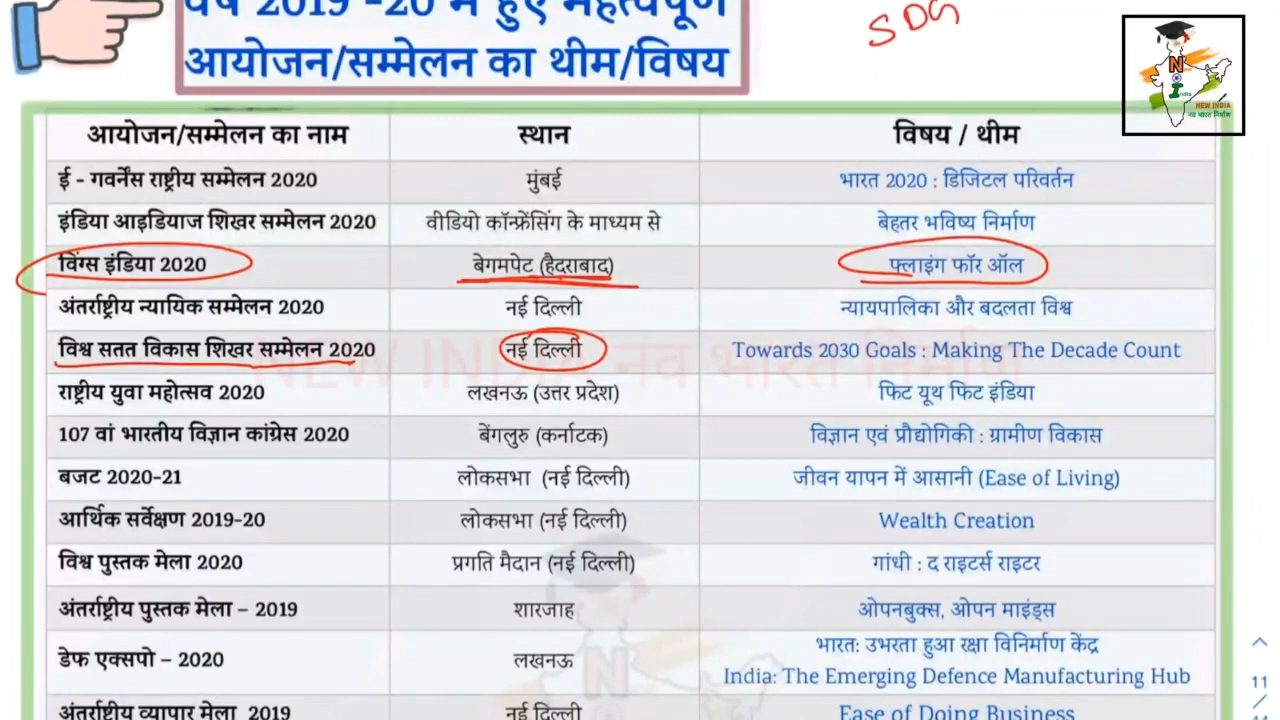 वर्ष 2019 -20 में हुए महत्वपूर्ण
आयोजन/सम्मेलन का थीम/विषय
SDG
N
I
ndia
NEW INDIA
नव भारत निर्माण
आयोजन/सम्मेलन का नाम स्थान विषय / थीम
ई - गवर्नेंस राष्ट्रीय सम्मेलन 2020 मुंबई भारत 2020 : डिजिटल परिवर्तन
इंडिया आइडियाज शिखर सम्मेलन 2020 वीडियो कॉन्फ्रेंसिंग के माध्यम से बेहतर भविष्य निर्माण
विंग्स इंडिया 2020 बेगमपेट (हैदराबाद) फ्लाइंग फॉर ऑल
अंतर्राष्ट्रीय न्यायिक सम्मेलन 2020 नई दिल्ली न्यायपालिका और बदलता विश्व
विश्व सतत विकास शिखर सम्मेलन 2020 नई दिल्ली Towards 2030 Goals : Making The Decade Count
NEW INDIA नव भारत निर्माण
राष्ट्रीय युवा महोत्सव 2020 लखनऊ (उत्तर प्रदेश) फिट यूथ फिट इंडिया
107 वां भारतीय विज्ञान कांग्रेस 2020 बेंगलुरु (कर्नाटक) विज्ञान एवं प्रौद्योगिकी : ग्रामीण विकास
बजट 2020-21 लोकसभा (नई दिल्ली) जीवन यापन में आसानी (Ease of Living)
आर्थिक सर्वेक्षण 2019-20 लोकसभा (नई दिल्ली) Wealth Creation
विश्व पुस्तक मेला 2020 प्रगति मैदान (नई दिल्ली) गांधी : द राइटर्स राइटर
अंतर्राष्ट्रीय पुस्तक मेला – 2019 शारजाह ओपनबुक्स, ओपन माइंड्स
डेफ एक्सपो – 2020 लखनऊ भारतः उभरता हुआ रक्षा विनिर्माण केंद्र
India: The Emerging Defence Manufacturing Hub
N
अंतर्राष्ट्रीय व्यापार मेला 2019 नई दिल्ली Ease of Doing Business
11
/